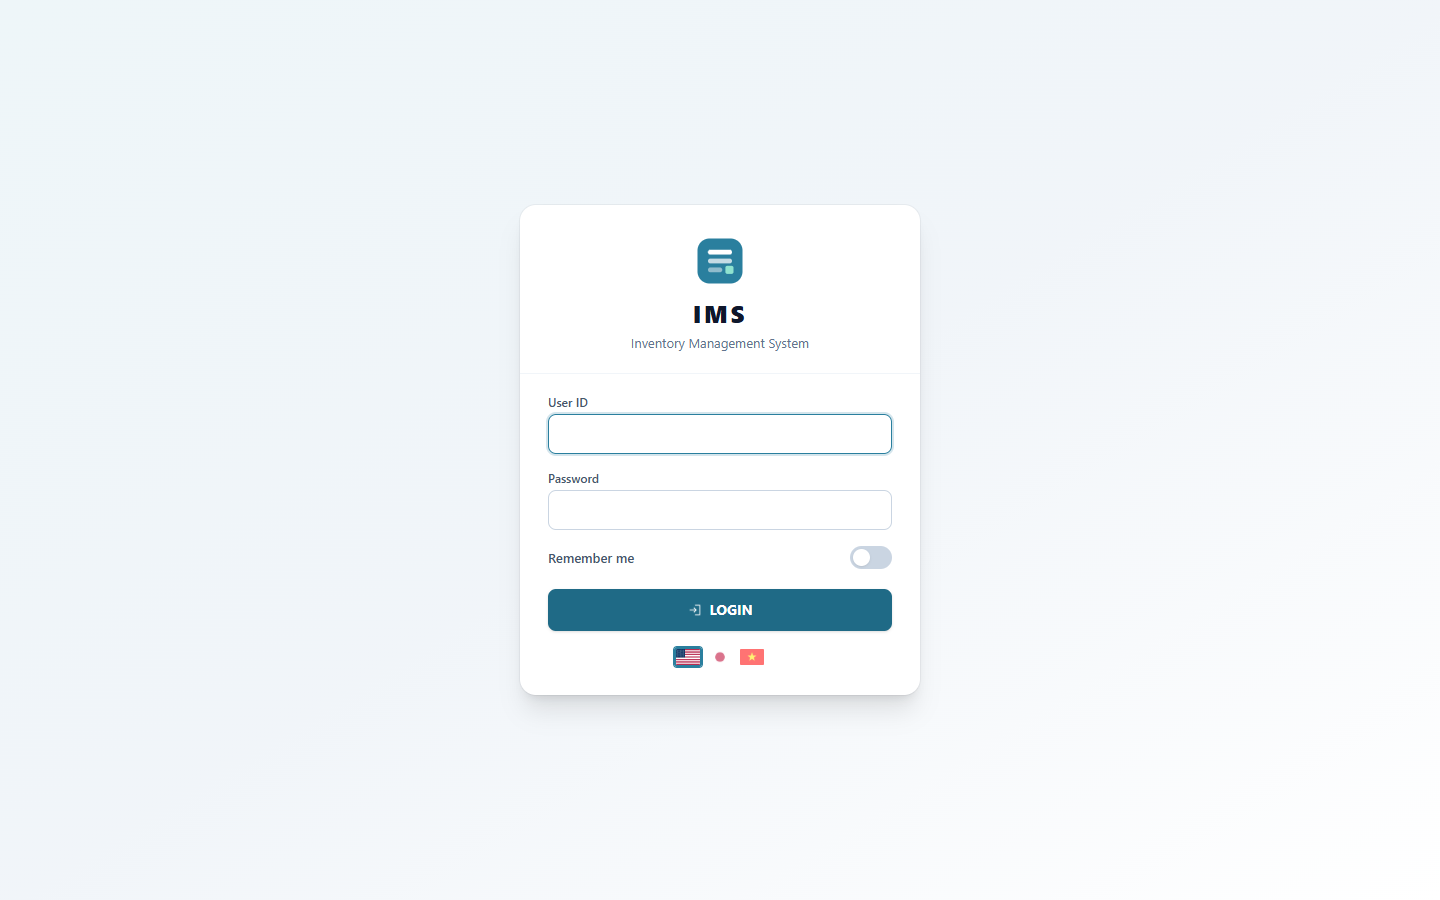 IMS
Inventory Management System
User ID
Password
Remember me
LOGIN